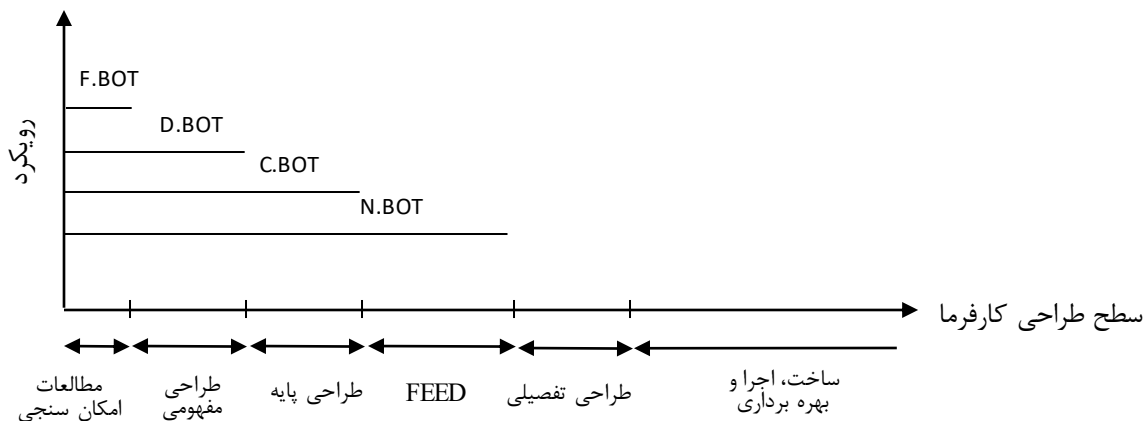 F.BOT
D.BOT
C.BOT
N.BOT
رویکرد
سطح طراحی کارفرما
مطالعات
امکان سنجی
طراحی
مفهومی
طراحی پایه
FEED
طراحی تفصیلی
ساخت، اجرا و
بهره برداری